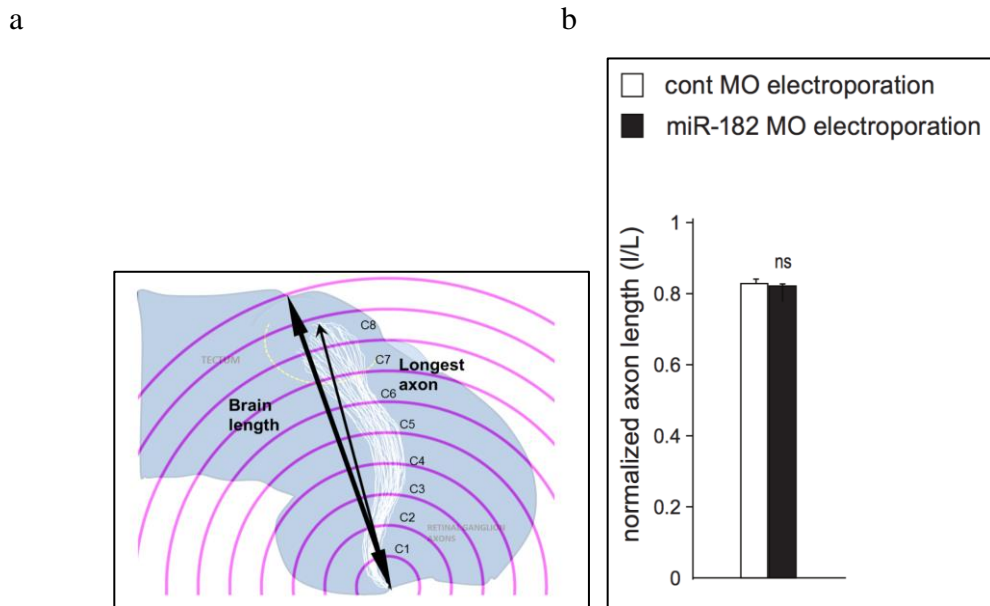 a
b
cont MO electroporation
miR-182 MO electroporation
normalized axon length (l/L)
1
0.8
0.6
0.4
0.2
0
ns
C8
TECTUM
C7
Longest
axon
Brain
length
C6
C5
C4
C3
C2
RETINAL GANGLION
AXONS
C1